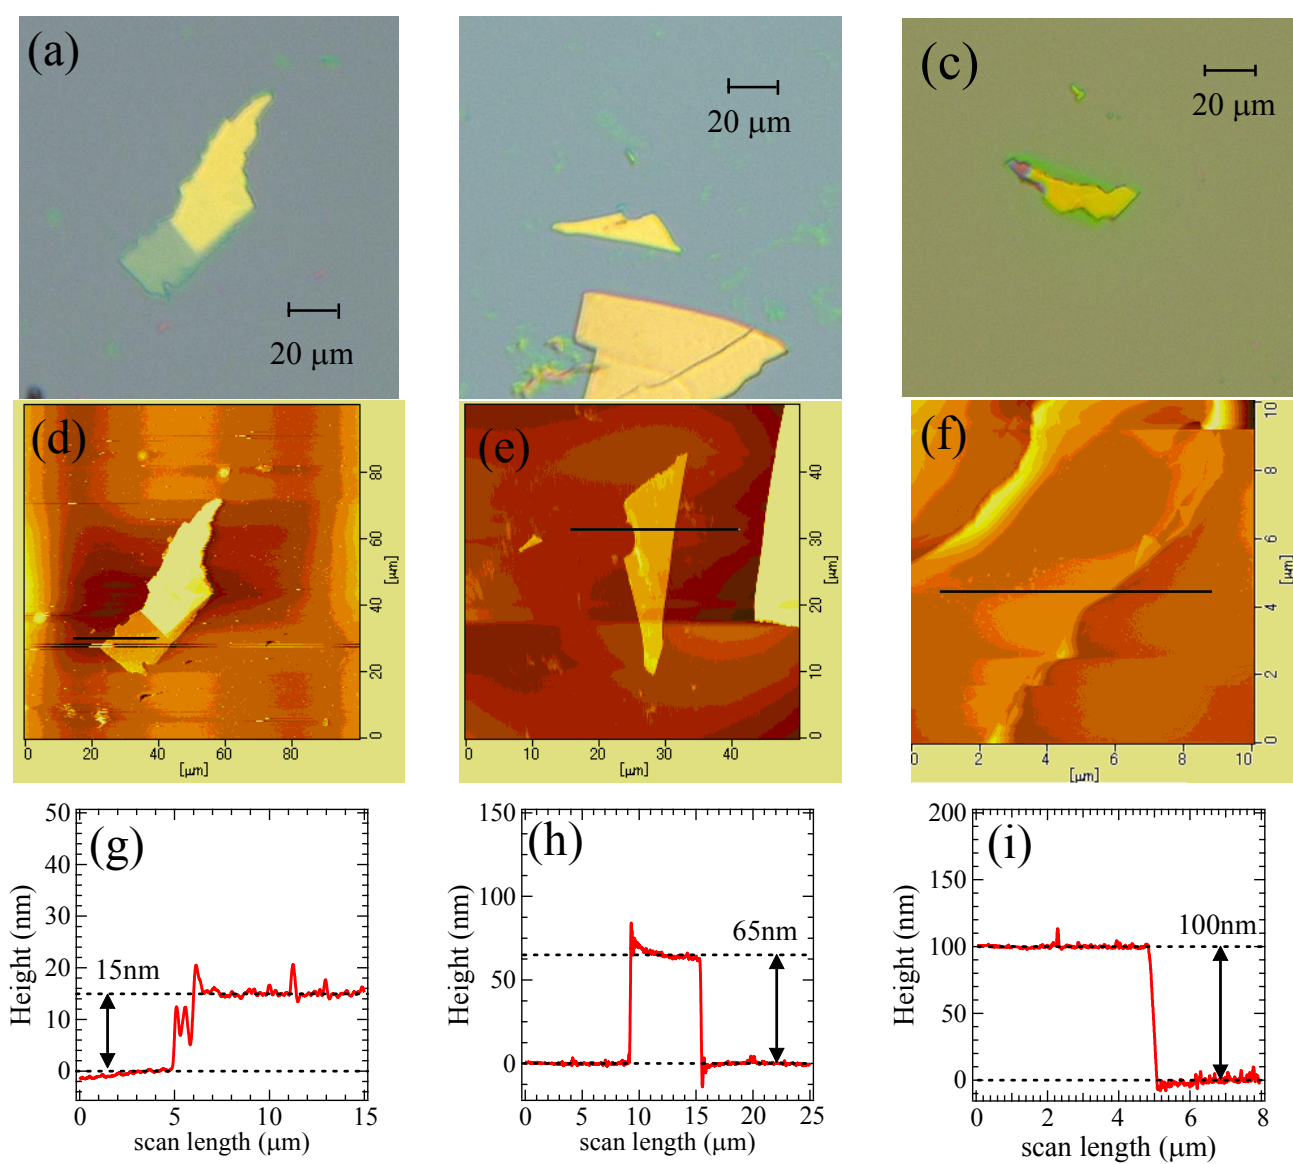 (a)
20 μm
20 μm
(c)
20 μm
(d)
80
60
40
20
0
[μm]
0 20 40 60 80
[μm]
(e)
40
30
20
10
0
[μm]
0 20 40
[μm]
(f)
10
8
6
4
2
0
[μm]
0 2 4 6 8 10
[μm]
(g)
50
40
30
20
10
0
Height (nm)
15nm
0 5 10 15
scan length (μm)
(h)
150
100
50
0
Height (nm)
65nm
0 5 10 15 20 25
scan length (μm)
(i)
200
150
100
50
0
Height (nm)
100nm
0 2 4 6 8
scan length (μm)